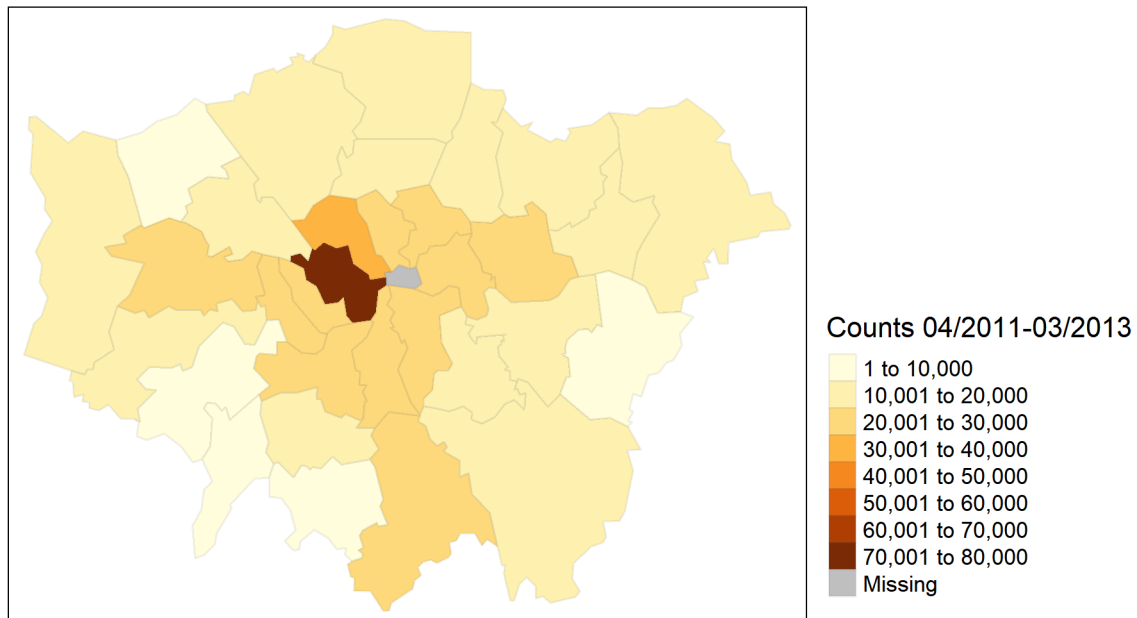 Counts 04/2011-03/2013
1 to 10,000
10,001 to 20,000
20,001 to 30,000
30,001 to 40,000
40,001 to 50,000
50,001 to 60,000
60,001 to 70,000
70,001 to 80,000
Missing